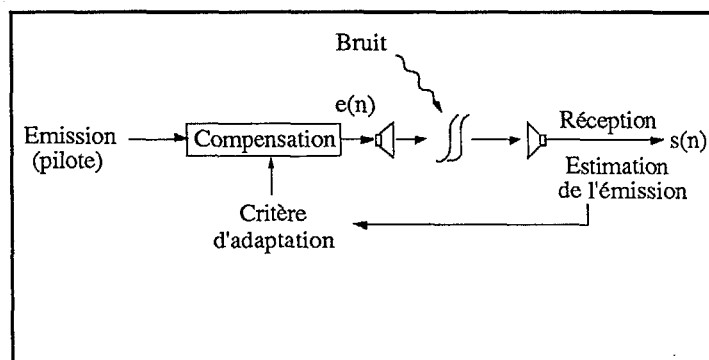 Bruit
e(n)
Emission
(pilote)
Compensation
Réception
s(n)
Estimation
de l'émission
Critère
d'adaptation